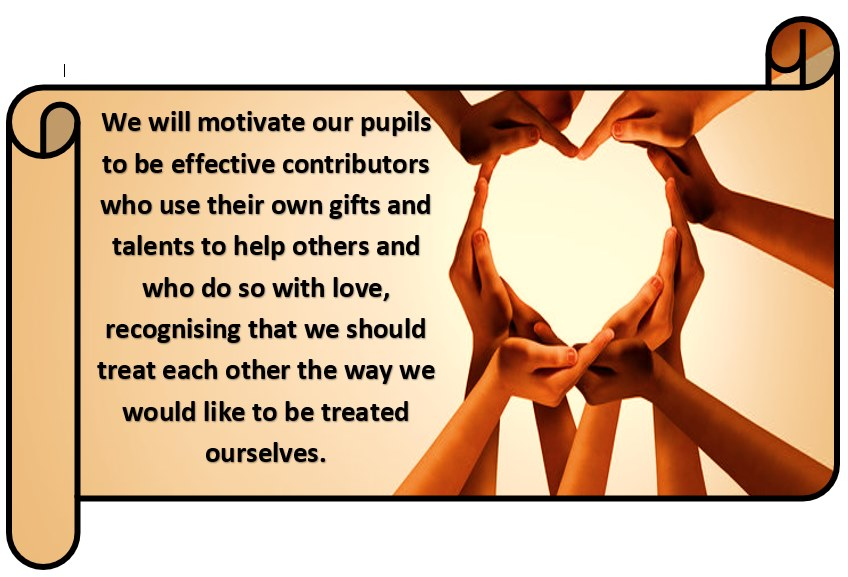 We will motivate our pupils
to be effective contributors
who use their own gifts and
talents to help others and
who do so with love,
recognising that we should
treat each other the way we
would like to be treated
ourselves.